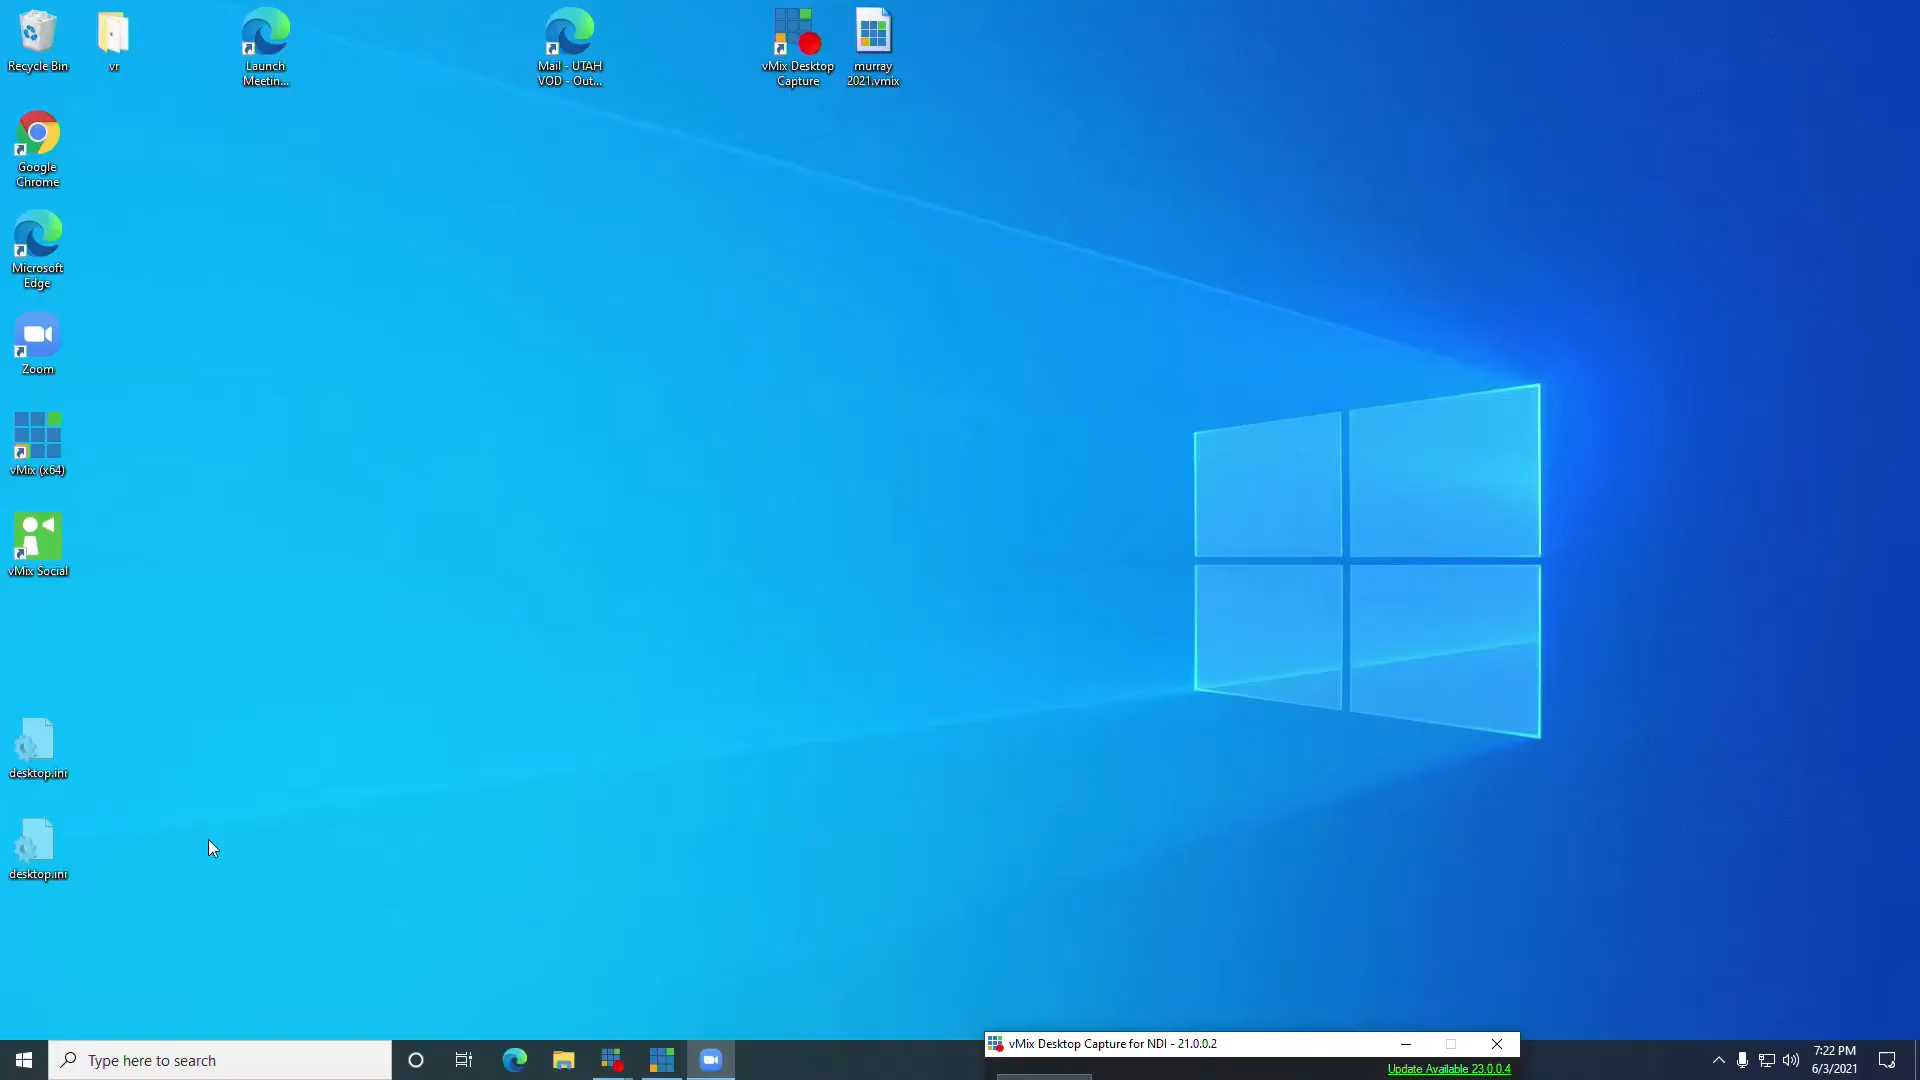 Recycle Bin
vr
Launch
Meetin...
Mail - UTAH
VOD - Out...
vMix Desktop
Capture
murray
2021.vmix
Google
Chrome
Microsoft
Edge
Zoom
vMix (x64)
vMix Social
desktop.ini
desktop.ini
Type here to search
vMix Desktop Capture for NDI - 21.0.0.2
Update Available 23.0.0.4
7:22 PM
6/3/2021